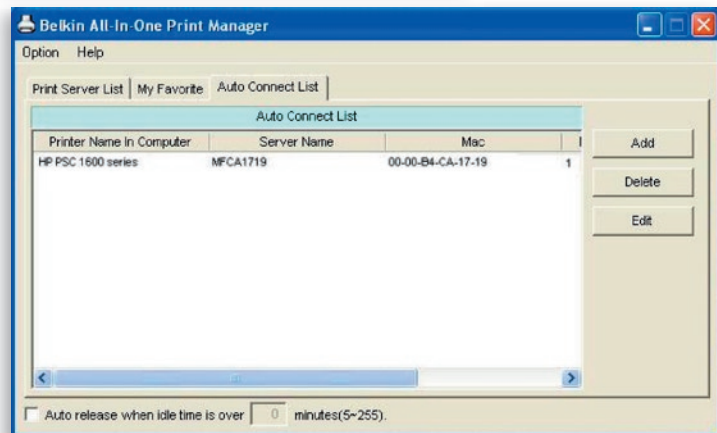 Belkin All-In-One Print Manager
Option Help
Print Server List My Favorite Auto Connect List
Auto Connect List
Printer Name In Computer Server Name Mac
HP PSC 1600 series MFCA1719 00-00-B4-CA-17-19 1
Add
Delete
Edit
Auto release when idle time is over 0 minutes(5~255).